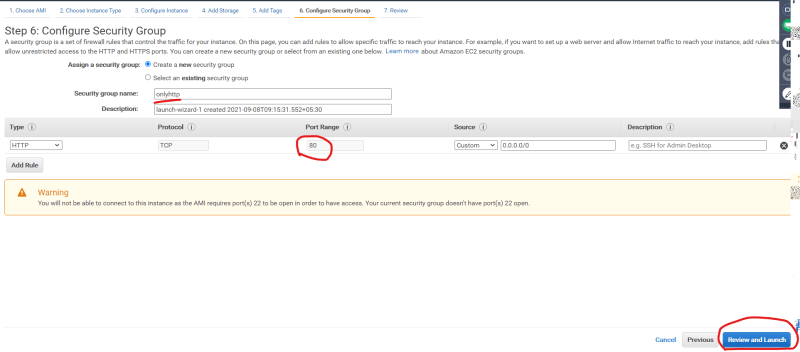 1. Choose AMI 2. Choose Instance Type 3. Configure Instance 4. Add Storage 5. Add Tags 6. Configure Security Group 7. Review
Step 6: Configure Security Group
A security group is a set of firewall rules that control the traffic for your instance. On this page, you can add rules to allow specific traffic to reach your instance. For example, if you want to set up a web server and allow Internet traffic to reach your instance, add rules tha
allow unrestricted access to the HTTP and HTTPS ports. You can create a new security group or select from an existing one below. Learn more about Amazon EC2 security groups.
Assign a security group: Create a new security group
Select an existing security group
Security group name: onlyhttp
Description: launch-wizard-1 created 2021-09-08T09:15:31.552+05:30
Type Protocol Port Range Source Description
HTTP TCP 80 Custom 0.0.0.0/0 e.g. SSH for Admin Desktop
Add Rule
Warning
You will not be able to connect to this instance as the AMI requires port(s) 22 to be open in order to have access. Your current security group doesn't have port(s) 22 open.
Cancel Previous Review and Launch